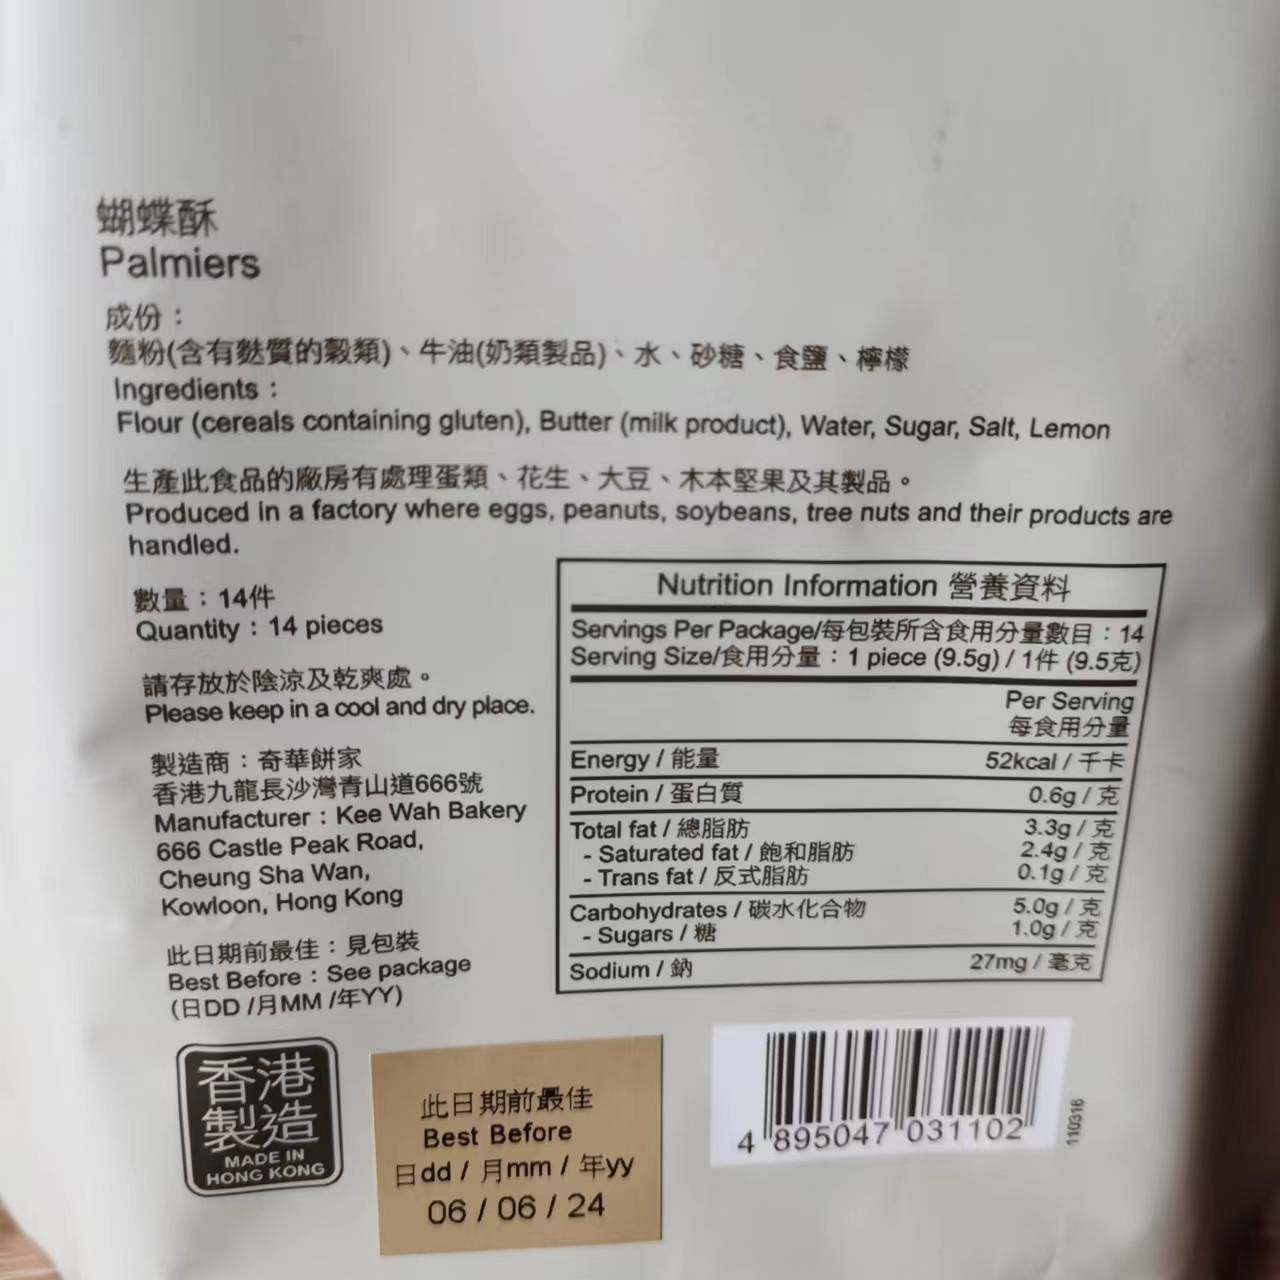 蝴蝶酥
Palmiers
成份：
麵粉(含有麩質的穀類)、牛油(奶類製品)、水、砂糖、食鹽、檸檬
Ingredients :
Flour (cereals containing gluten), Butter (milk product), Water, Sugar, Salt, Lemon
生產此食品的廠房有處理蛋類、花生、大豆、木本堅果及其製品。
Produced in a factory where eggs, peanuts, soybeans, tree nuts and their products are
handled.
數量：14件
Quantity : 14 pieces
請存放於陰涼及乾爽處。
Please keep in a cool and dry place.
製造商：奇華餅家
香港九龍長沙灣青山道666號
Manufacturer : Kee Wah Bakery
666 Castle Peak Road,
Cheung Sha Wan,
Kowloon, Hong Kong
此日期前最佳：見包裝
Best Before : See package
(日DD /月MM /年YY)
Nutrition Information 營養資料
Servings Per Package/每包裝所含食用分量數目：14
Serving Size/食用分量：1 piece (9.5g) / 1件 (9.5克)
Per Serving
每食用分量
Energy / 能量 52kcal / 千卡
Protein / 蛋白質 0.6g / 克
Total fat / 總脂肪 3.3g / 克
- Saturated fat / 飽和脂肪 2.4g / 克
- Trans fat / 反式脂肪 0.1g / 克
Carbohydrates / 碳水化合物 5.0g / 克
- Sugars / 糖 1.0g / 克
Sodium / 鈉 27mg / 毫克
香港
製造
MADE IN
HONG KONG
此日期前最佳
Best Before
日dd / 月mm / 年yy
06 / 06 / 24
4 895047 031102
110316